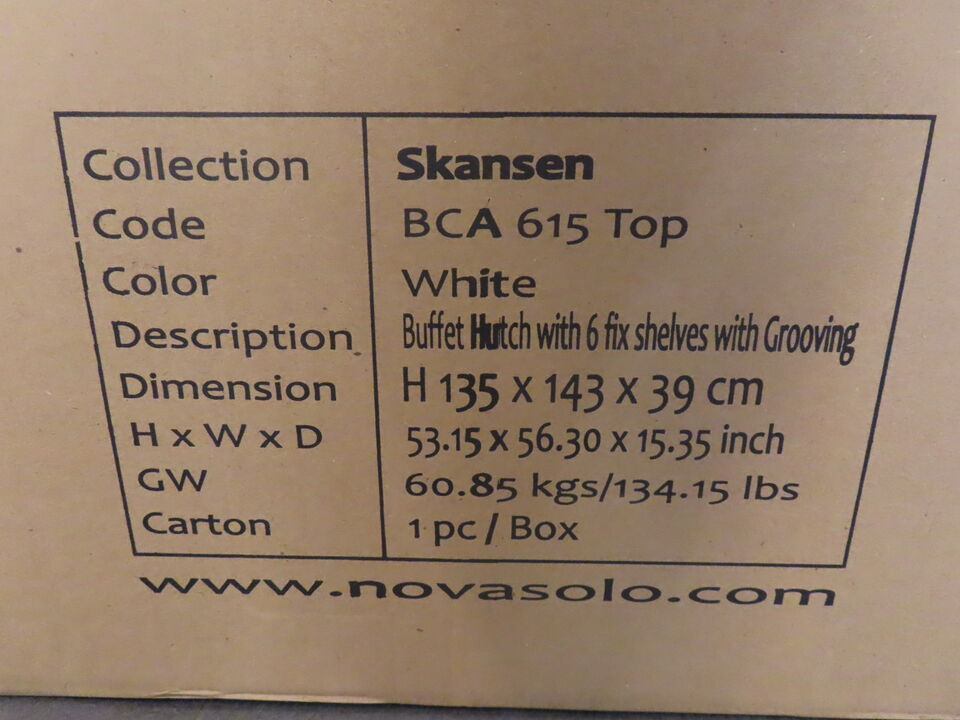 Collection Skansen
Code BCA 615 Top
Color White
Description Buffet Hutch with 6 fix shelves with Grooving
Dimension H 135 x 143 x 39 cm
H x W x D 53.15 x 56.30 x 15.35 inch
GW 60.85 kgs/134.15 lbs
Carton 1 pc / Box
www.novasolo.com